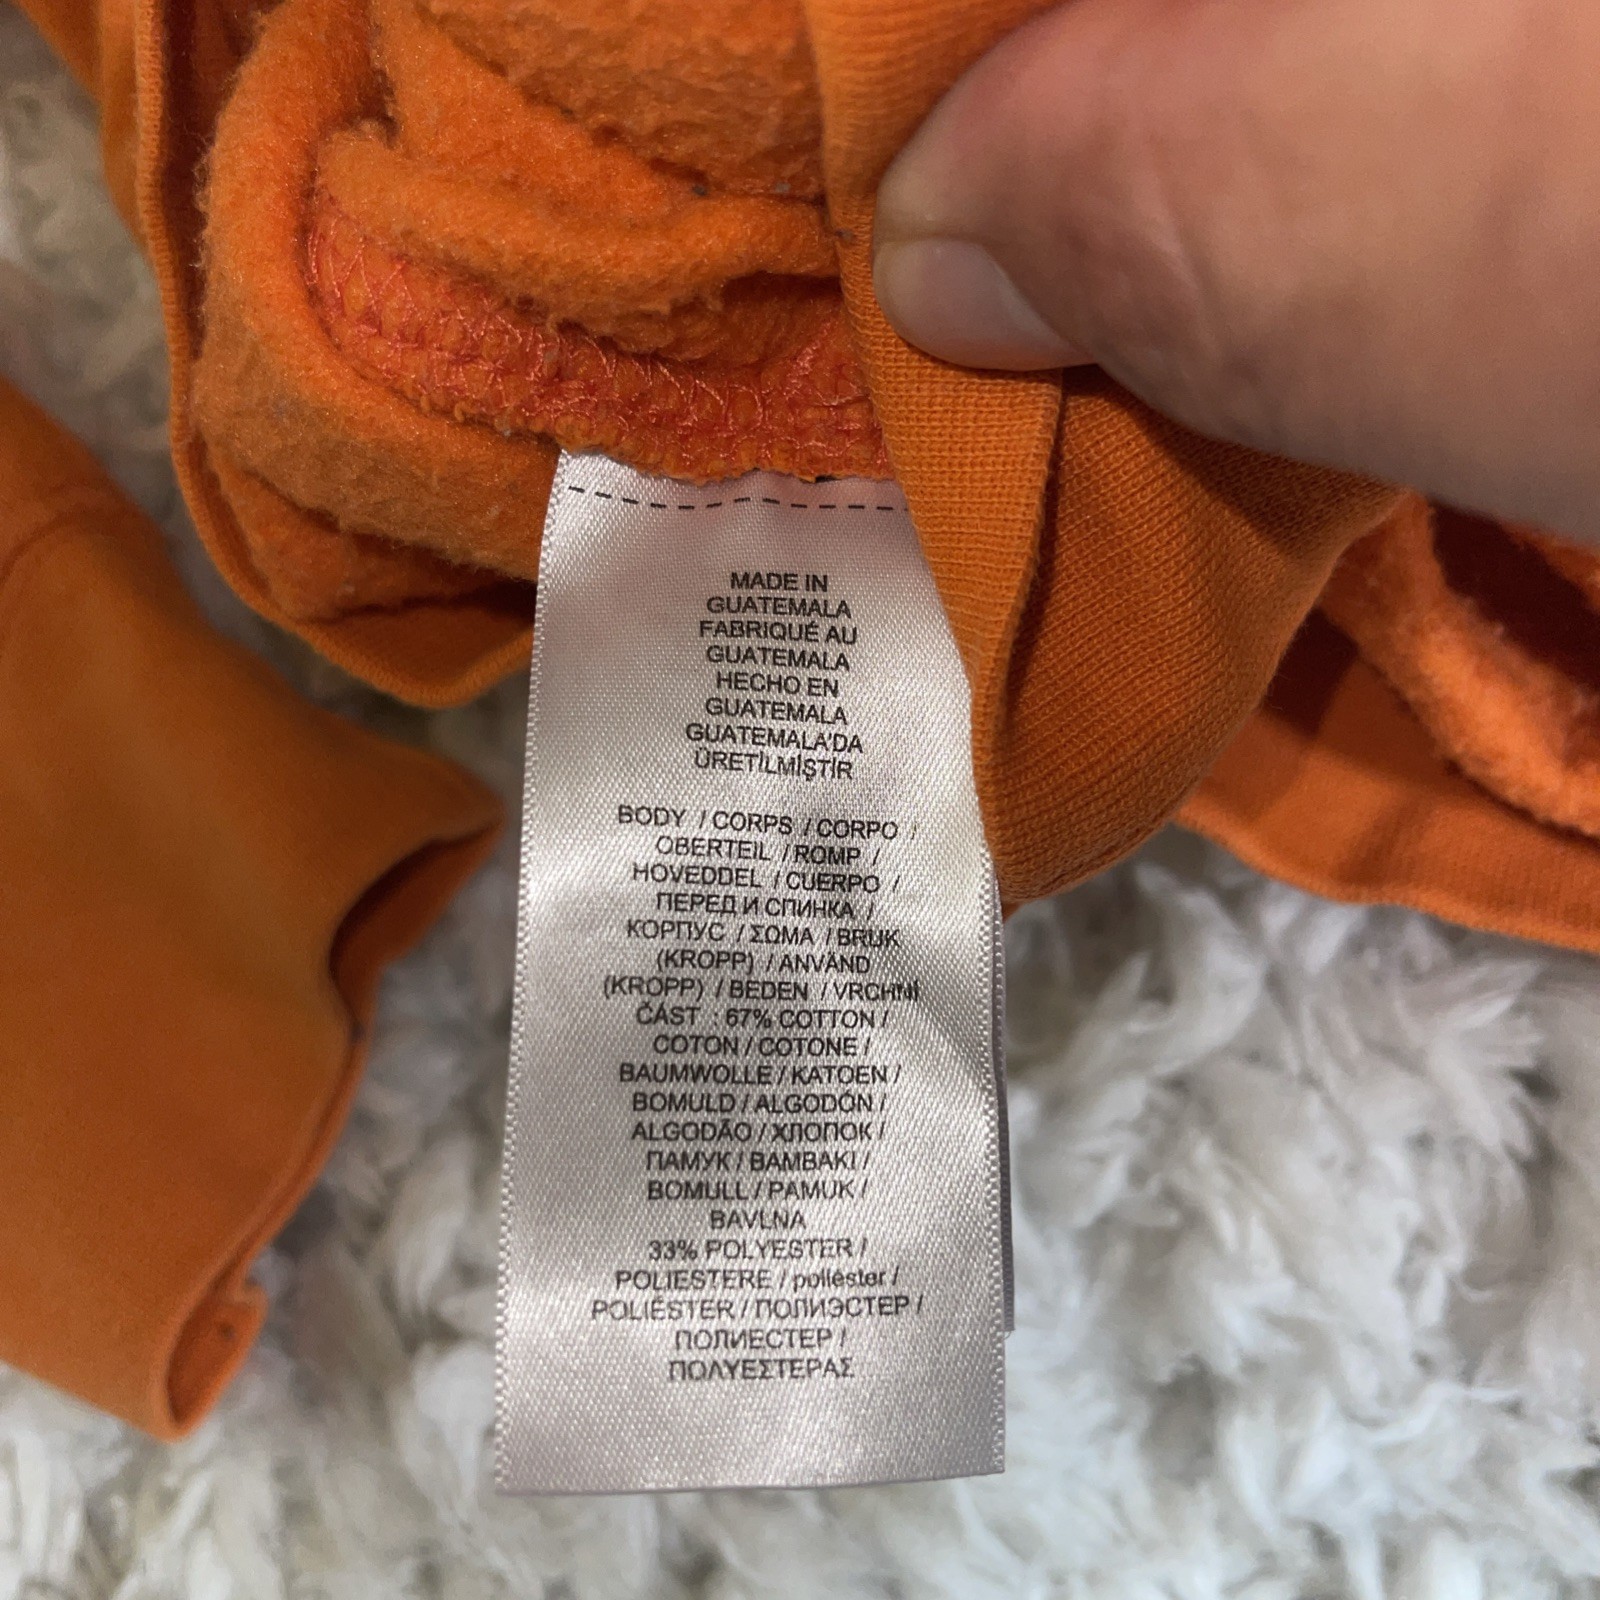 MADE IN
GUATEMALA
FABRIQUÉ AU
GUATEMALA
HECHO EN
GUATEMALA
GUATEMALA'DA
ÜRETİLMİŞTİR
BODY / CORPS / CORPO /
OBERTEIL / ROMP /
HOVEDDEL / CUERPO /
ПЕРЕД И СПИНКА /
КОРПУС / ΣΩΜΑ / BRUK
(KROPP) / ANVÄND
(KROPP) / BEDEN / VRCHNÍ
ČÁST : 67% COTTON /
COTON / COTONE /
BAUMWOLLE / KATOEN /
BOMULD / ALGODÓN /
ALGODÃO / ХЛОПОК /
ПАМУК / ΒΑΜΒΑΚΙ /
BOMULL / PAMUK /
BAVLNA
33% POLYESTER /
POLIESTERE / poliéster /
POLIÉSTER / ПОЛИЭСТЕР /
ПОЛИЕСТЕР /
ΠΟΛΥΕΣΤΕΡΑΣ